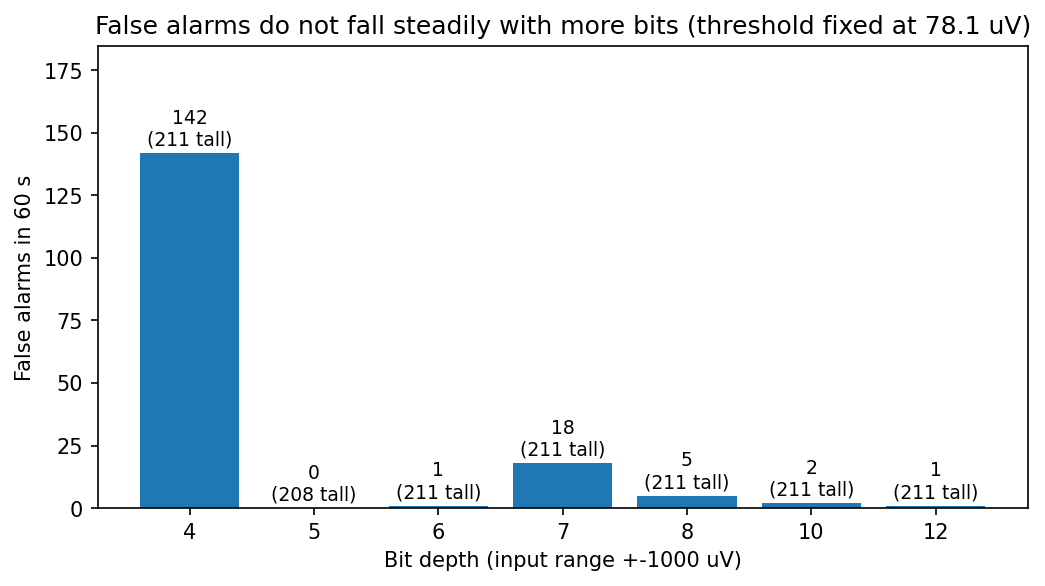 False alarms do not fall steadily with more bits (threshold fixed at 78.1 uV)
False alarms in 60 s
175
150
125
100
75
50
25
0
142
(211 tall)
0
(208 tall)
1
(211 tall)
18
(211 tall)
5
(211 tall)
2
(211 tall)
1
(211 tall)
4
5
6
7
8
10
12
Bit depth (input range +-1000 uV)